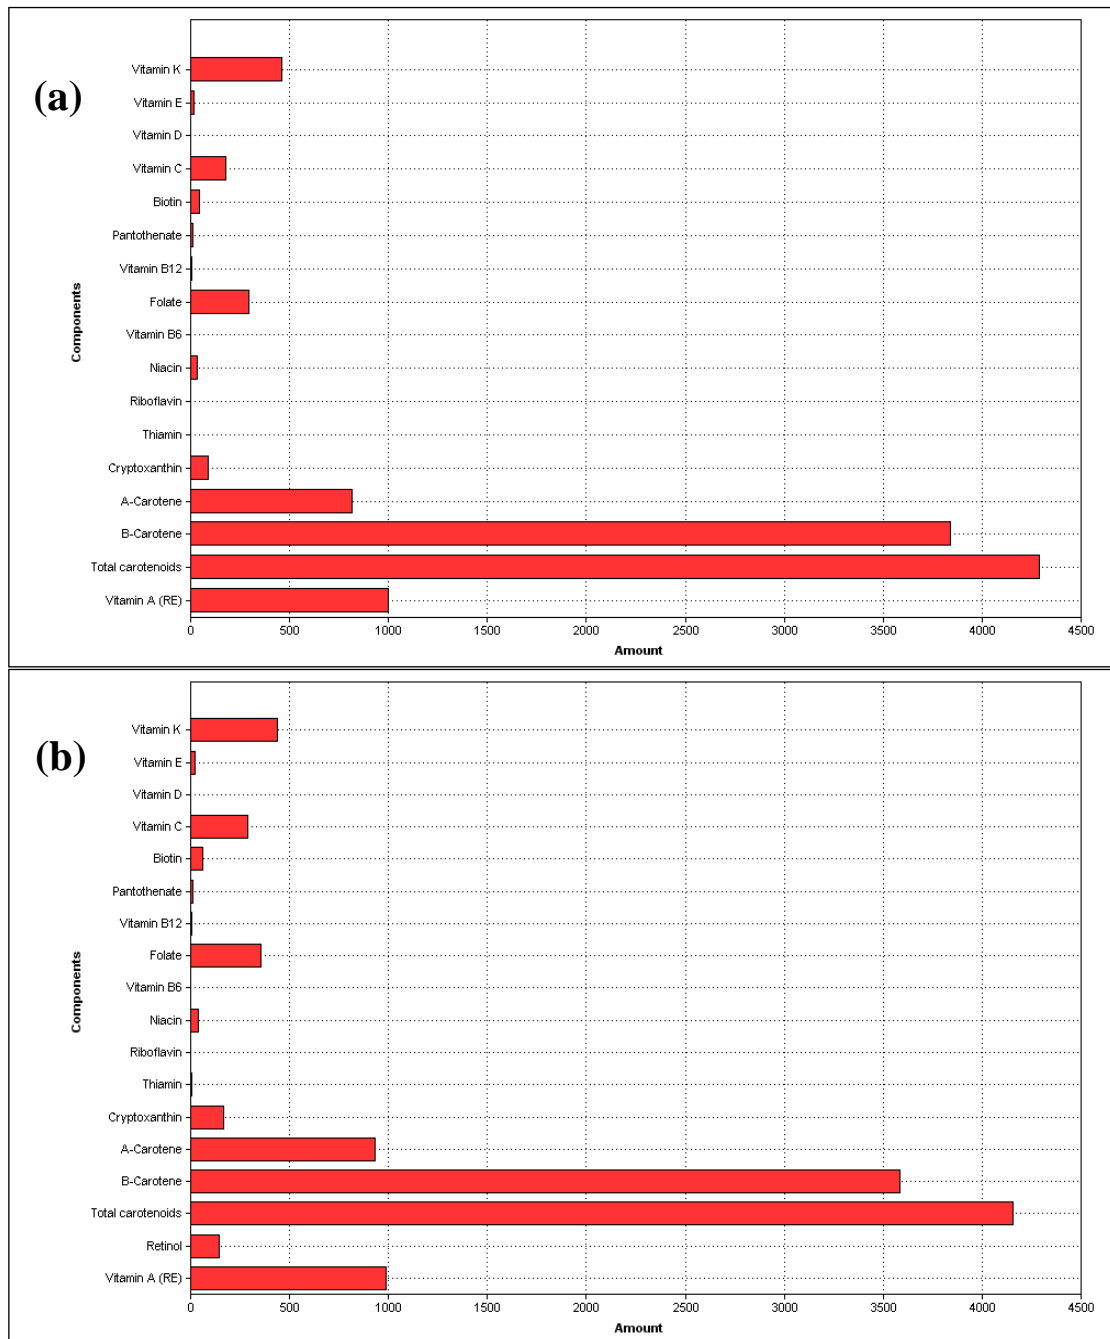 (a)
Components
Vitamin K
Vitamin E
Vitamin D
Vitamin C
Biotin
Pantothenate
Vitamin B12
Folate
Vitamin B6
Niacin
Riboflavin
Thiamin
Cryptoxanthin
A-Carotene
B-Carotene
Total carotenoids
Vitamin A (RE)
0 500 1000 1500 2000 2500 3000 3500 4000 4500
Amount
(b)
Components
Vitamin K
Vitamin E
Vitamin D
Vitamin C
Biotin
Pantothenate
Vitamin B12
Folate
Vitamin B6
Niacin
Riboflavin
Thiamin
Cryptoxanthin
A-Carotene
B-Carotene
Total carotenoids
Retinol
Vitamin A (RE)
0 500 1000 1500 2000 2500 3000 3500 4000 4500
Amount